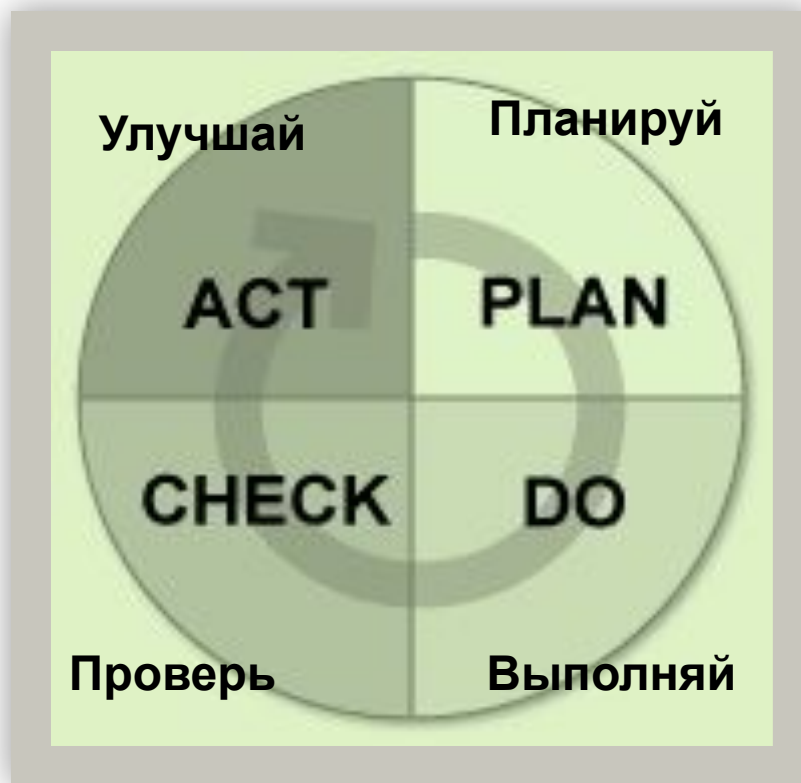 Улучшай
Планируй
ACT
PLAN
CHECK
DO
Проверь
Выполняй